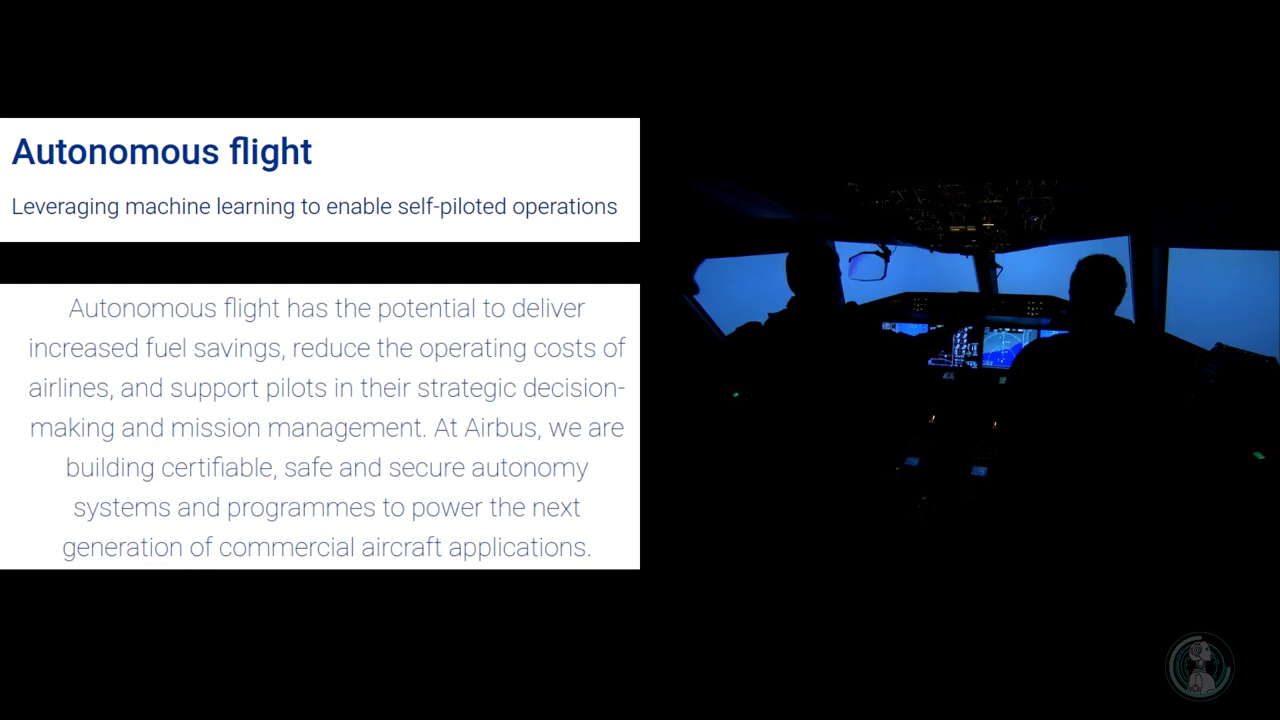 Autonomous flight
Leveraging machine learning to enable self-piloted operations
Autonomous flight has the potential to deliver
increased fuel savings, reduce the operating costs of
airlines, and support pilots in their strategic decision-
making and mission management. At Airbus, we are
building certifiable, safe and secure autonomy
systems and programmes to power the next
generation of commercial aircraft applications.